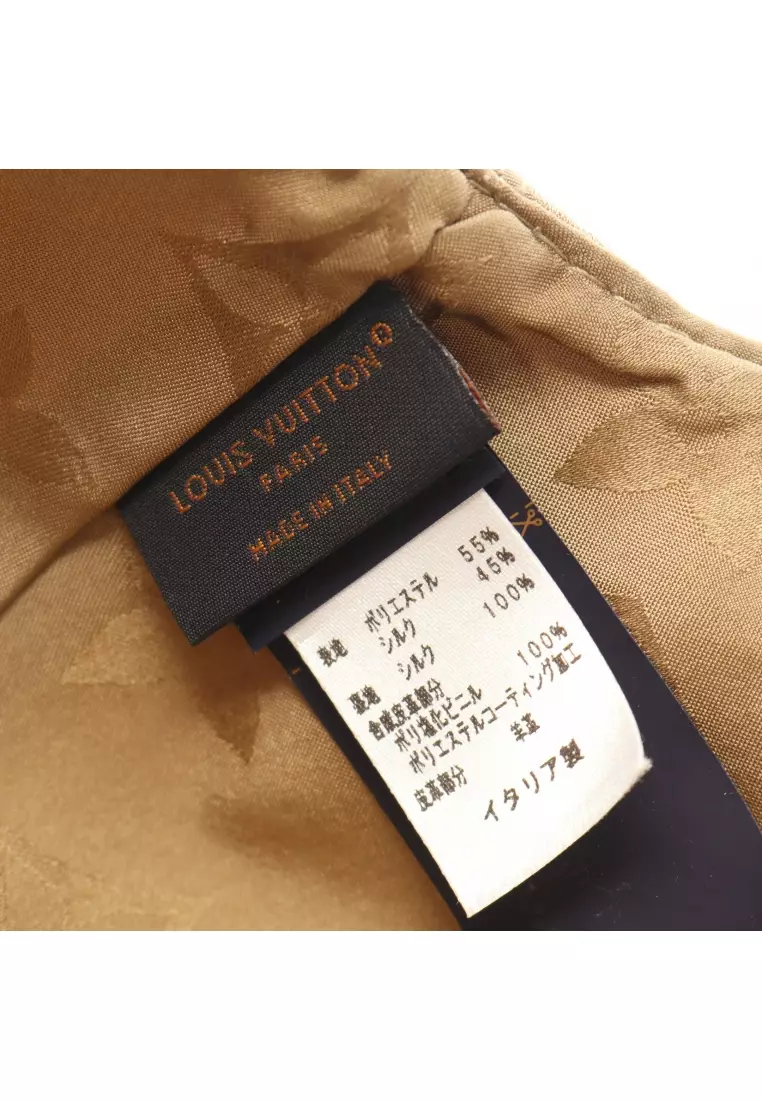 LOUIS VUITTON®
PARIS
MADE IN ITALY
表地 ポリエステル 55%
シルク 45%
裏地 シルク 100%
合成皮革部分
ポリ塩化ビニル 100%
ポリエステルコーティング加工
皮革部分 羊革
イタリア製